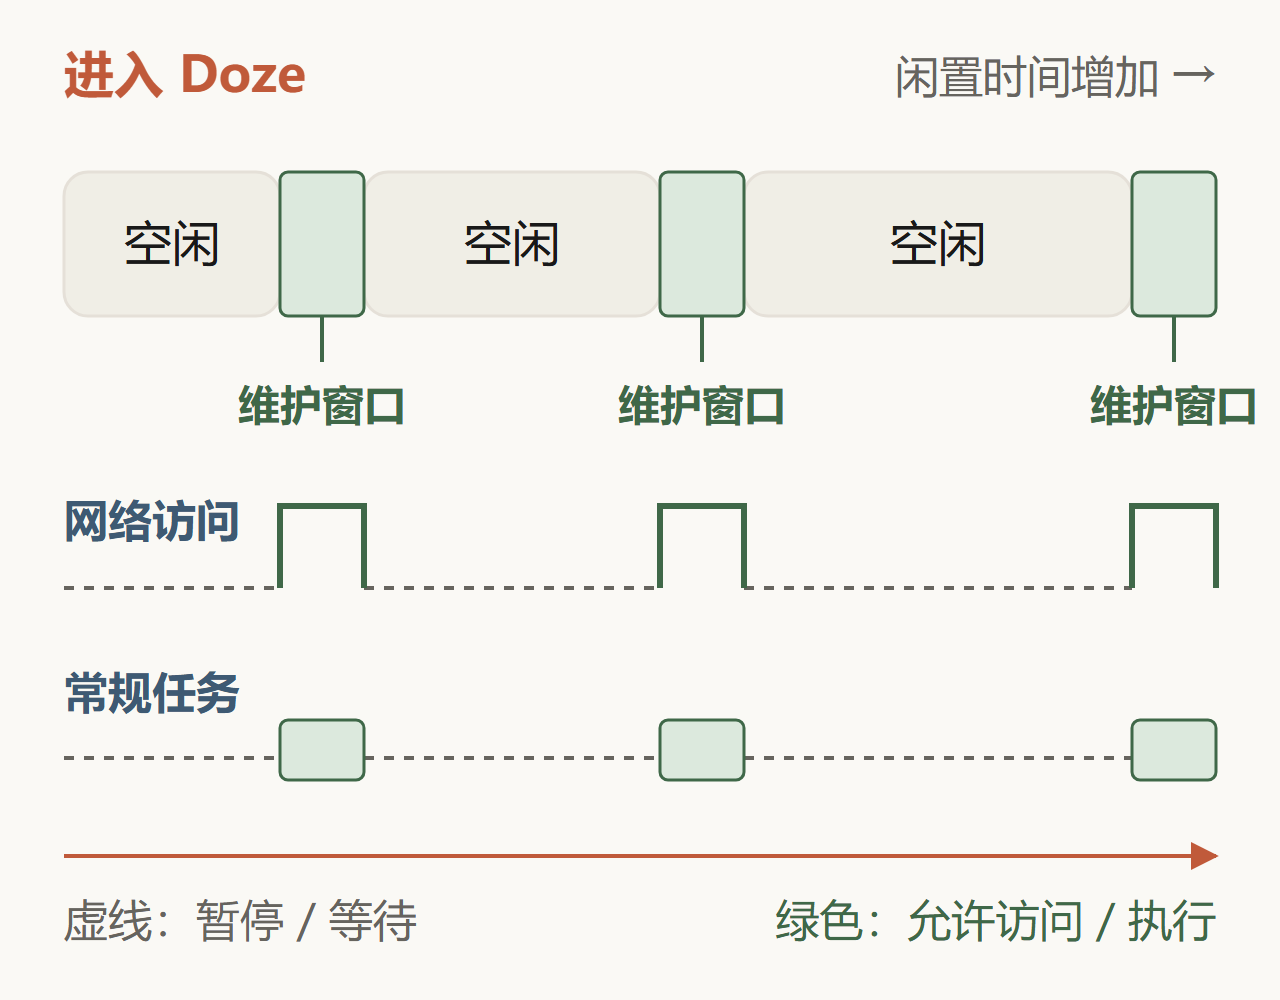 进入 Doze
闲置时间增加 →
空闲 空闲 空闲
维护窗口 维护窗口 维护窗口
网络访问
常规任务
虚线：暂停 / 等待
绿色：允许访问 / 执行